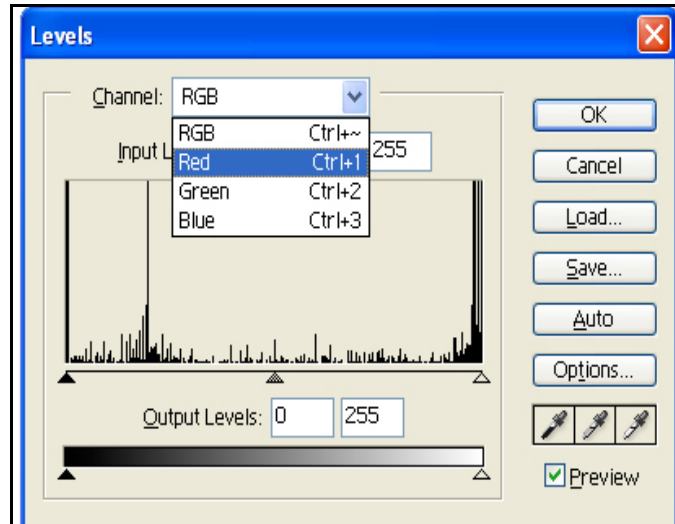 Levels
Channel: RGB
RGB Ctrl+~
Input L 255
Red Ctrl+1
Green Ctrl+2
Blue Ctrl+3
Output Levels: 0 255
OK
Cancel
Load...
Save...
Auto
Options...
Preview